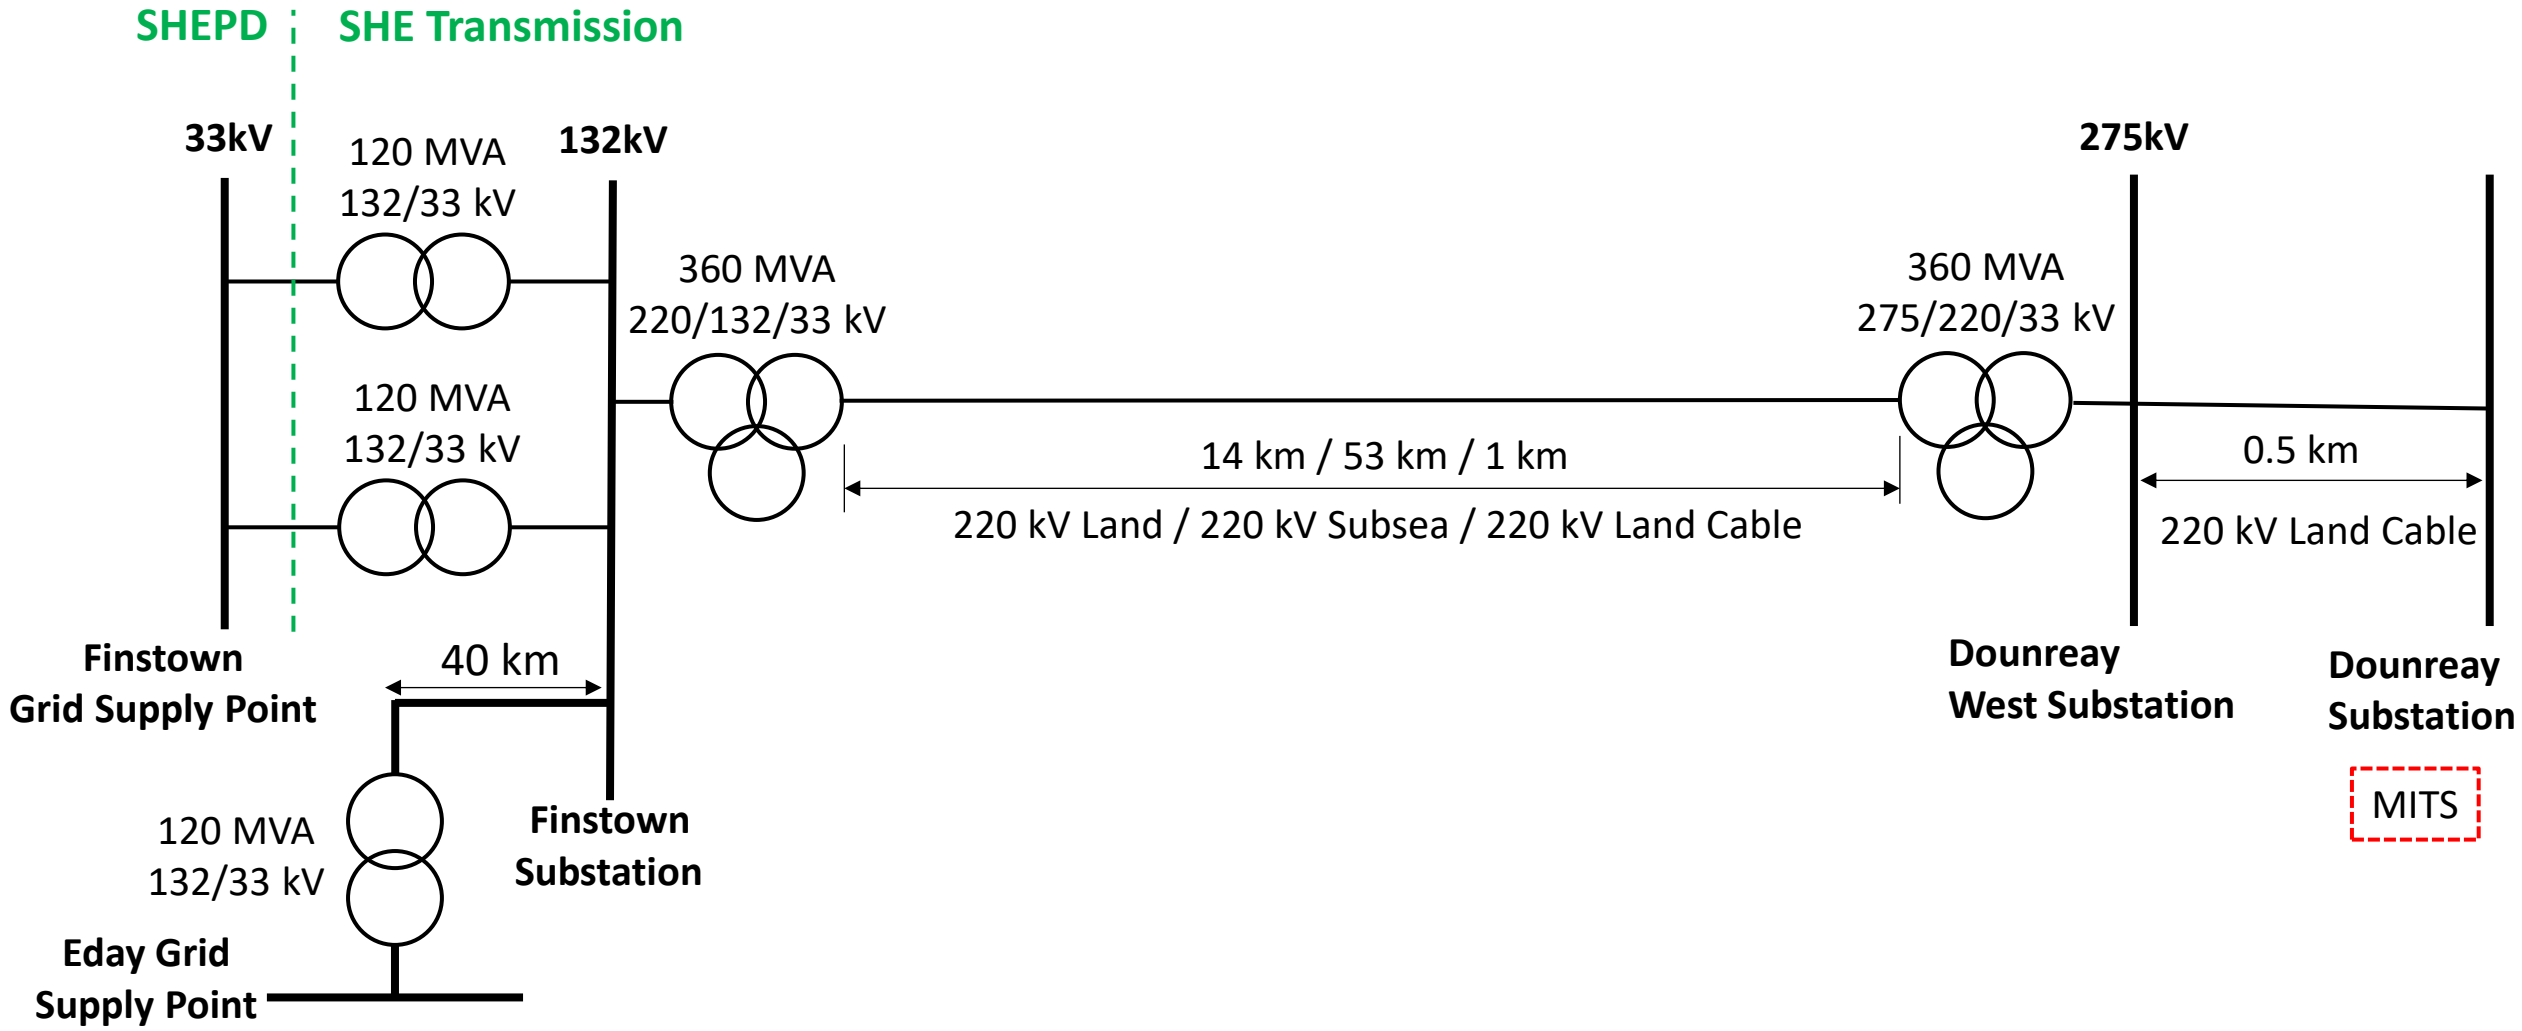 SHEPD
SHE Transmission
33kV
120 MVA
132/33 kV
132kV
275kV
360 MVA
220/132/33 kV
360 MVA
275/220/33 kV
120 MVA
132/33 kV
14 km / 53 km / 1 km
220 kV Land / 220 kV Subsea / 220 kV Land Cable
0.5 km
220 kV Land Cable
Finstown
Grid Supply Point
40 km
Dounreay
West Substation
Dounreay
Substation
MITS
120 MVA
132/33 kV
Finstown
Substation
Eday Grid
Supply Point